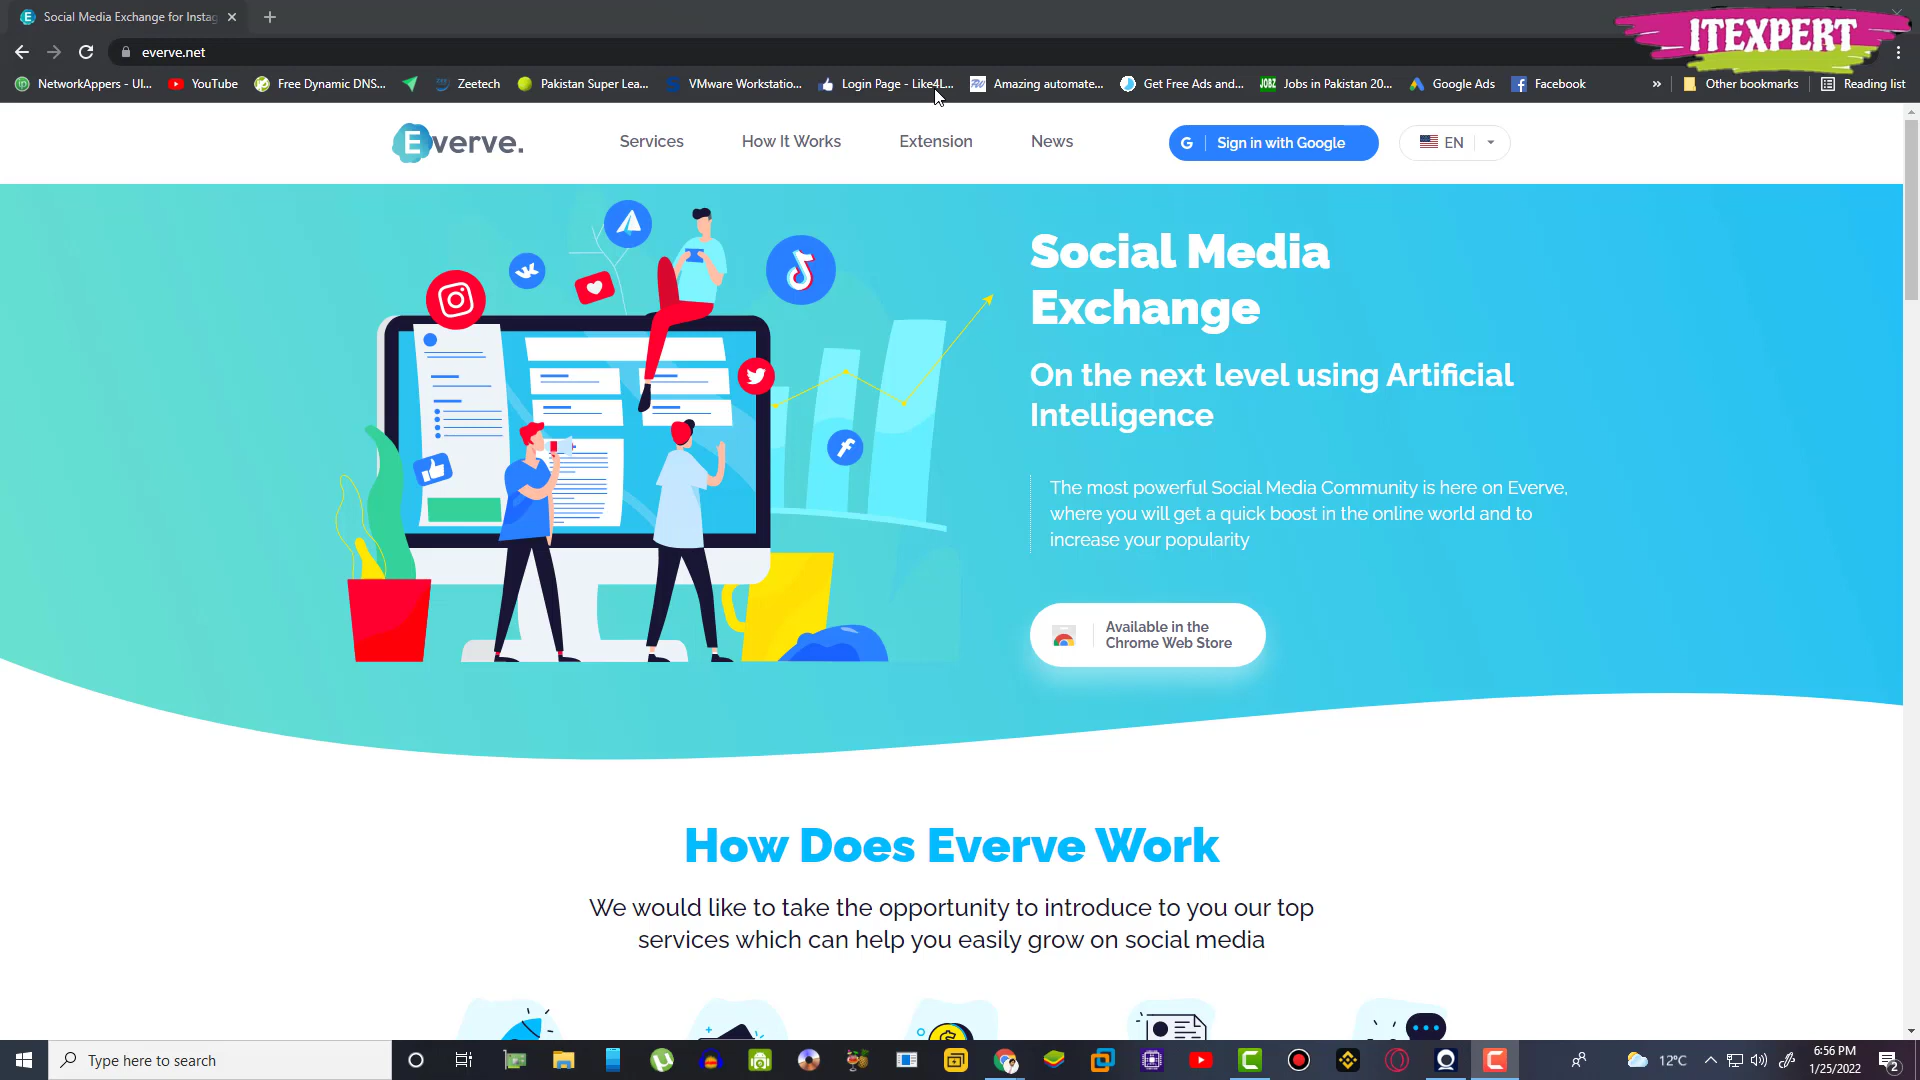 Social Media Exchange for Instag
ITEXPERT
everve.net
NetworkAppers - Ul...
YouTube
Free Dynamic DNS...
Zeetech
Pakistan Super Lea...
VMware Workstatio...
Login Page - Like4L...
Amazing automate...
Get Free Ads and...
JOBZ
Jobs in Pakistan 20...
Google Ads
Facebook
»
Other bookmarks
Reading list
Everve.
Services
How It Works
Extension
News
G
Sign in with Google
EN
Social Media
Exchange
On the next level using Artificial
Intelligence
The most powerful Social Media Community is here on Everve,
where you will get a quick boost in the online world and to
increase your popularity
Available in the
Chrome Web Store
How Does Everve Work
We would like to take the opportunity to introduce to you our top
services which can help you easily grow on social media
Type here to search
12°C
6:56 PM
1/25/2022
2